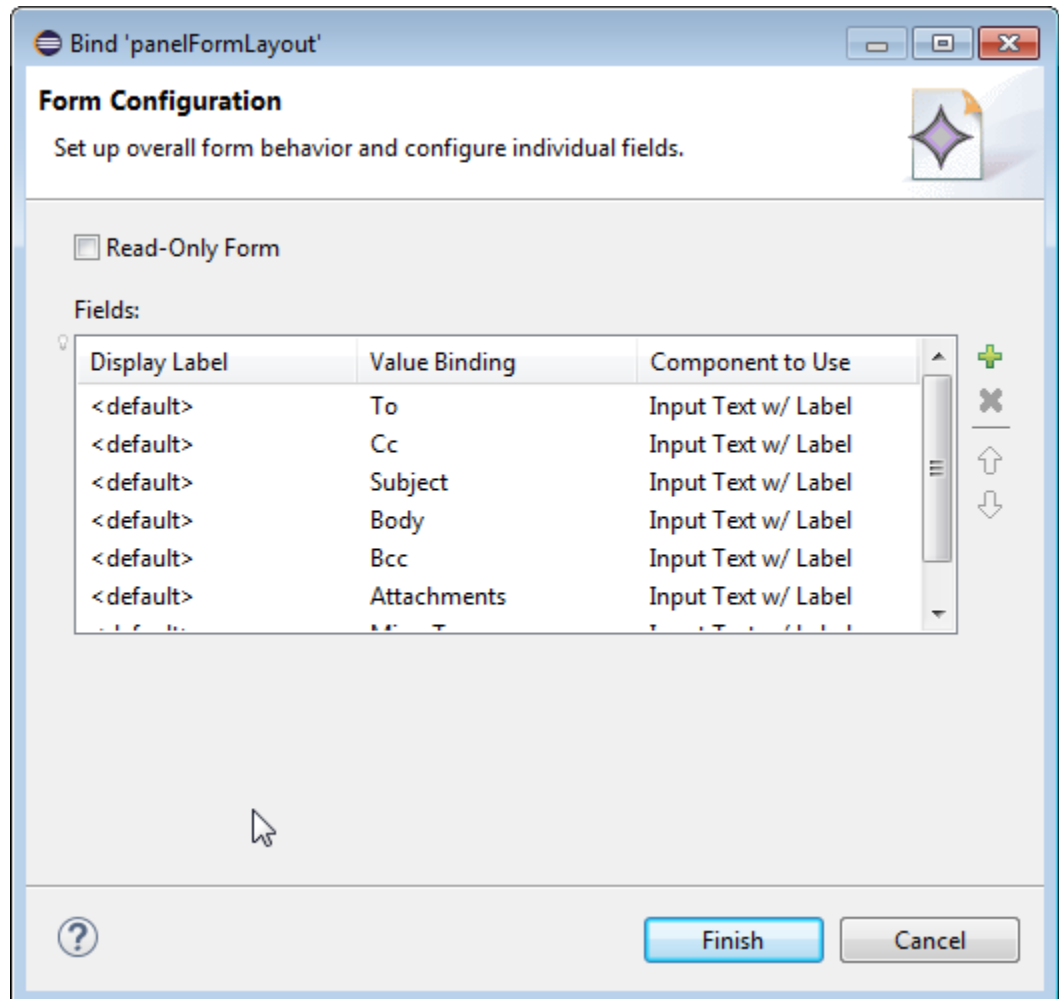 Bind 'panelFormLayout'
Form Configuration
Set up overall form behavior and configure individual fields.
Read-Only Form
Fields:
Display Label Value Binding Component to Use
<default> To Input Text w/ Label
<default> Cc Input Text w/ Label
<default> Subject Input Text w/ Label
<default> Body Input Text w/ Label
<default> Bcc Input Text w/ Label
<default> Attachments Input Text w/ Label
Finish Cancel